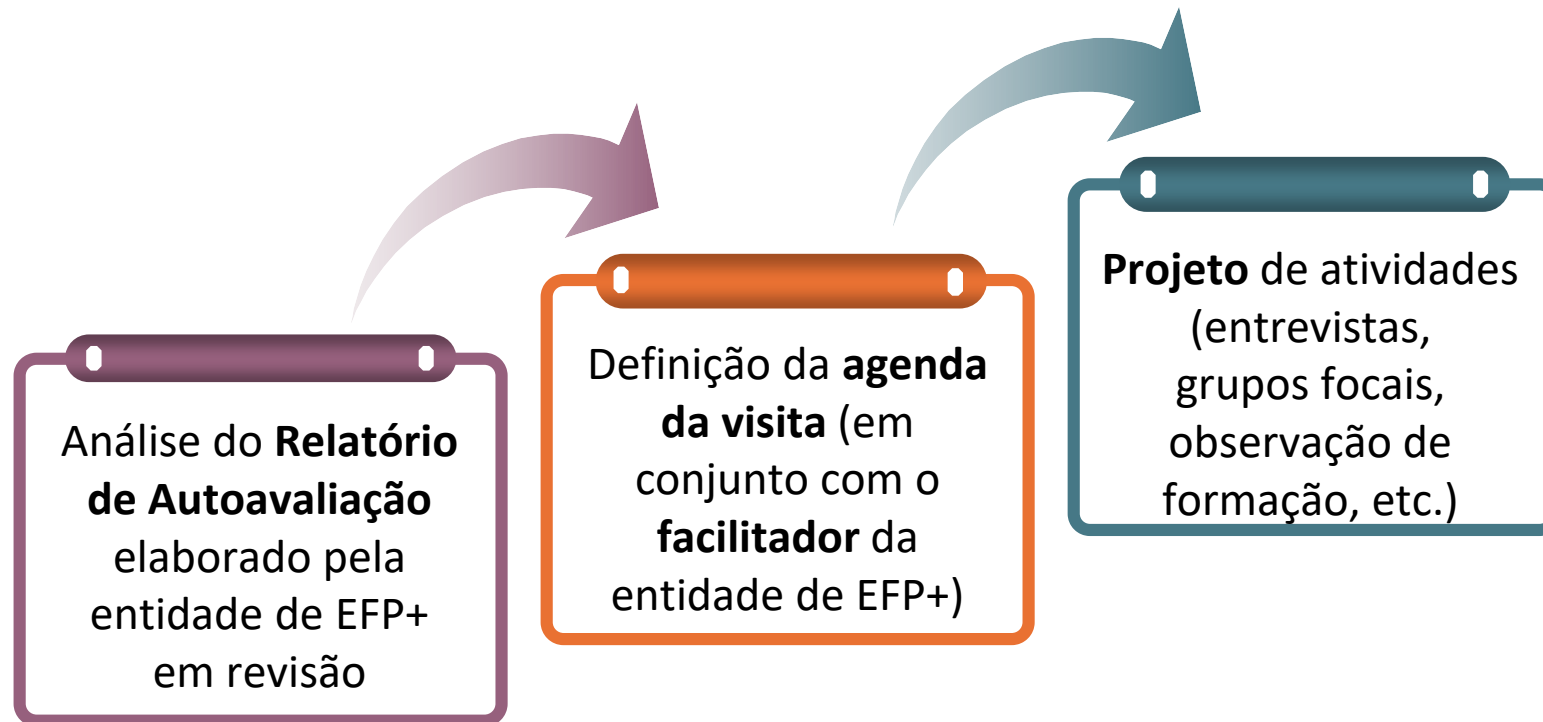 Análise do Relatório
de Autoavaliação
elaborado pela
entidade de EFP+
em revisão
Definição da agenda
da visita (em
conjunto com o
facilitador da
entidade de EFP+)
Projeto de atividades
(entrevistas,
grupos focais,
observação de
formação, etc.)